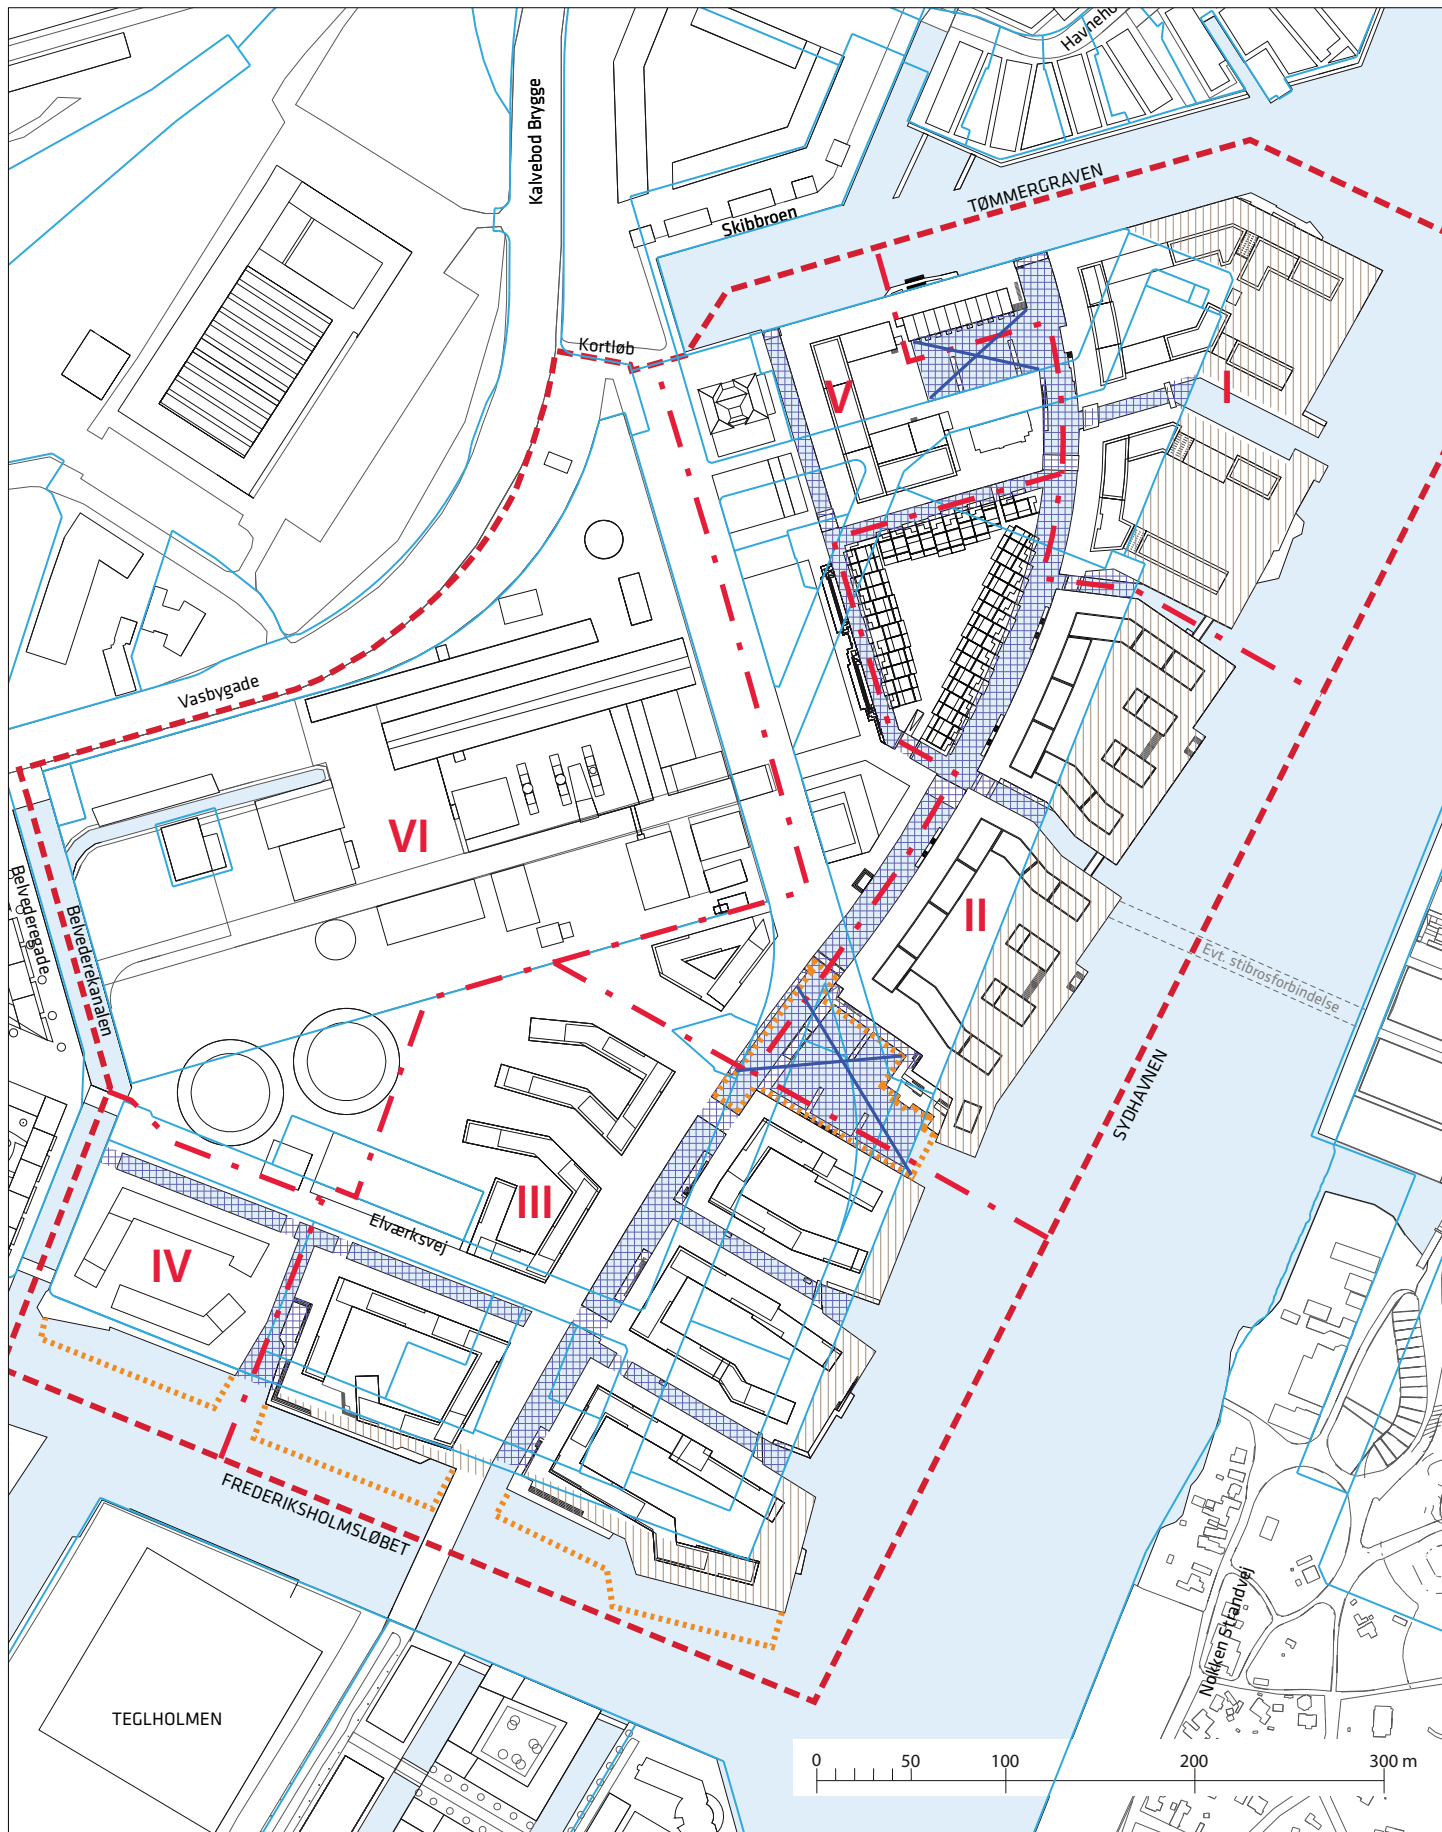 Havneho
Kalvebod Brygge
TØMMERGRAVEN
Skibbroen
Kortløb
I
V
Vasbygade
VI
II
Belvederegade
Belvederekanalen
Evt. stibrosforbindelse
SYDHAVNEN
III
Elværksvej
IV
FREDERIKSHOLMSLØBET
Nokken Strandvej
TEGLHOLMEN
0 50 100 200 300 m